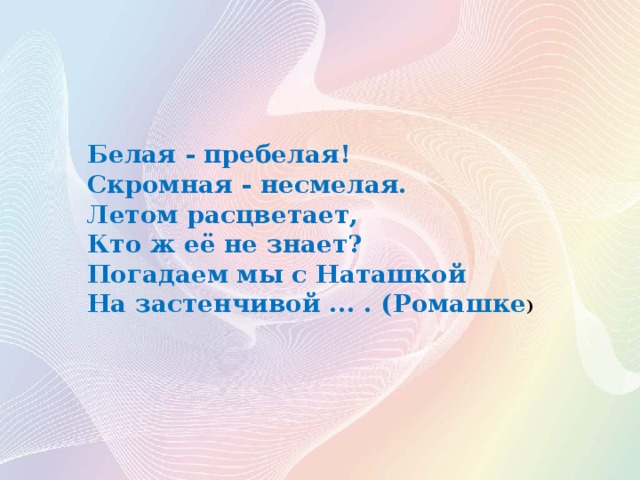 Белая - пребелая!
Скромная - несмелая.
Летом расцветает,
Кто ж её не знает?
Погадаем мы с Наташкой
На застенчивой ... . (Ромашке)